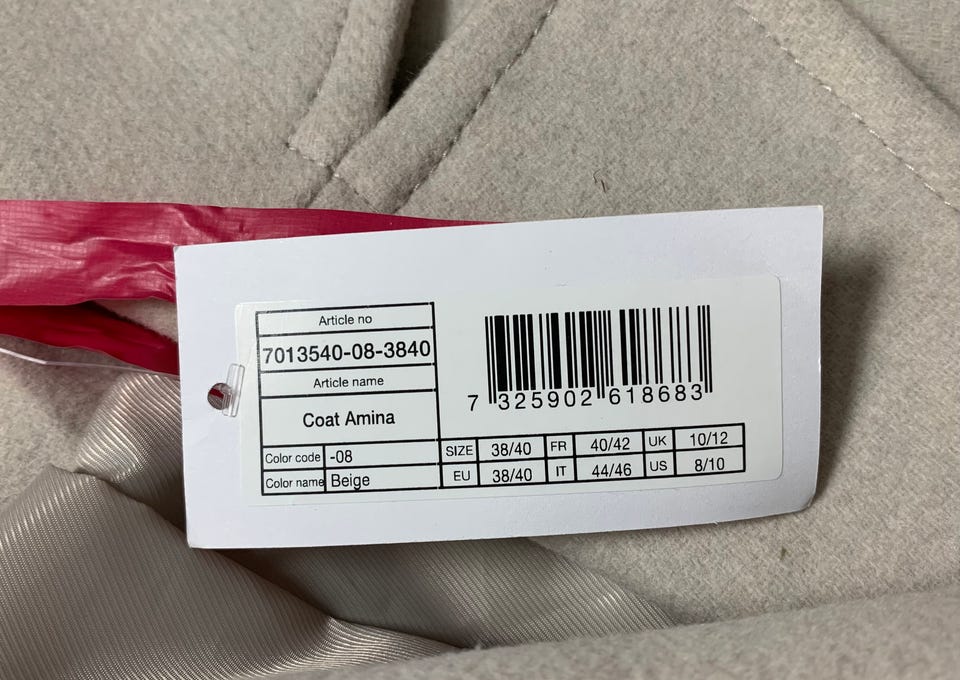 Article no
7013540-08-3840
Article name
Coat Amina
Color code -08
Color name Beige
7 325902 618683
SIZE 38/40 FR 40/42 UK 10/12
EU 38/40 IT 44/46 US 8/10